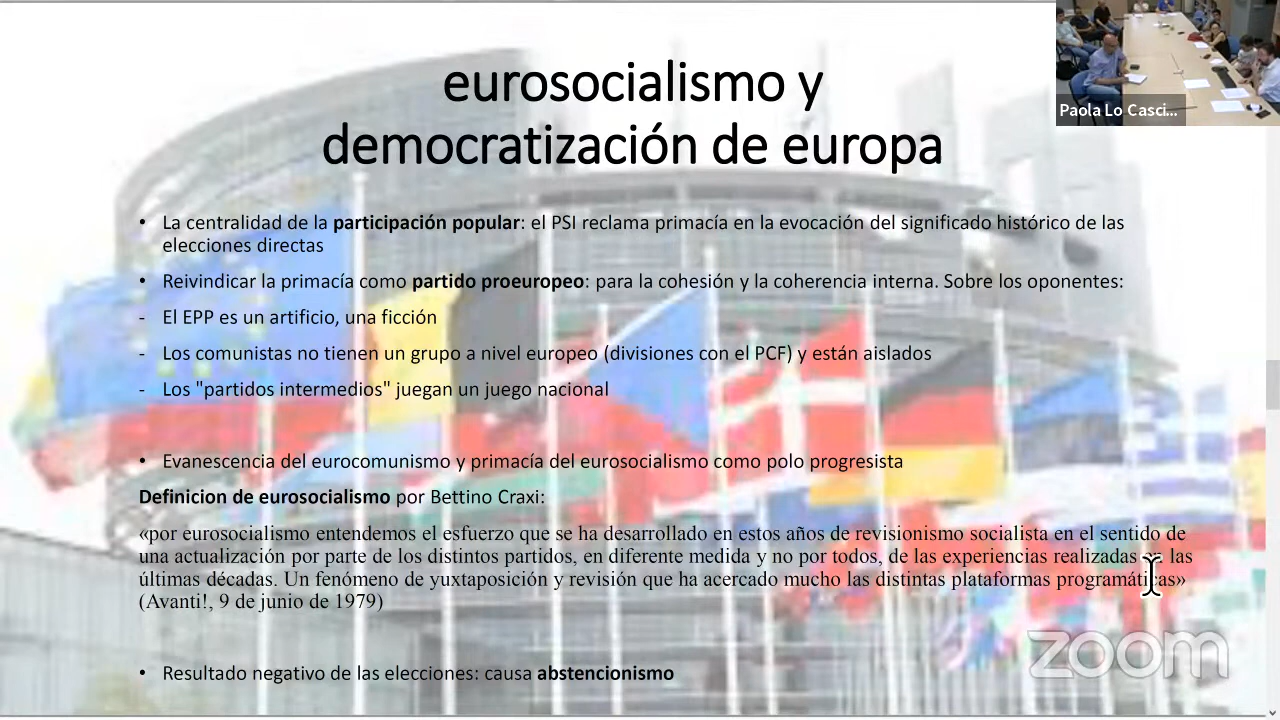 Paola Lo Casci...
eurosocialismo y
democratización de europa
• La centralidad de la participación popular: el PSI reclama primacía en la evocación del significado histórico de las
elecciones directas
• Reivindicar la primacía como partido proeuropeo: para la cohesión y la coherencia interna. Sobre los oponentes:
- El EPP es un artificio, una ficción
- Los comunistas no tienen un grupo a nivel europeo (divisiones con el PCF) y están aislados
- Los "partidos intermedios" juegan un juego nacional
• Evanescencia del eurocomunismo y primacía del eurosocialismo como polo progresista
Definicion de eurosocialismo por Bettino Craxi:
«por eurosocialismo entendemos el esfuerzo que se ha desarrollado en estos años de revisionismo socialista en el sentido de
una actualización por parte de los distintos partidos, en diferente medida y no por todos, de las experiencias realizadas las
últimas décadas. Un fenómeno de yuxtaposición y revisión que ha acercado mucho las distintas plataformas programáticas»
(Avanti!, 9 de junio de 1979)
• Resultado negativo de las elecciones: causa abstencionismo
zoom